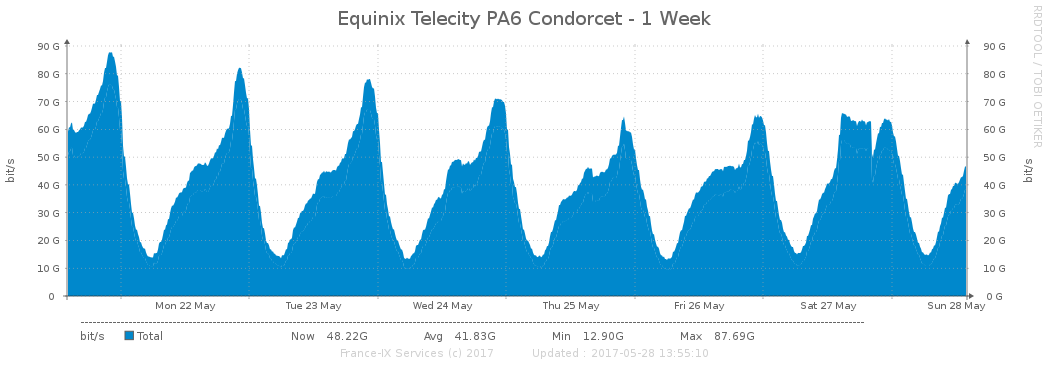 Equinix Telecity PA6 Condorcet - 1 Week
RRDTOOL / TOBI OETIKER
bit/s
bit/s
90 G 90 G
80 G 80 G
70 G 70 G
60 G 60 G
50 G 50 G
40 G 40 G
30 G 30 G
20 G 20 G
10 G 10 G
0 0 G
Mon 22 May Tue 23 May Wed 24 May Thu 25 May Fri 26 May Sat 27 May Sun 28 May
bit/s Total Now 48.22G Avg 41.83G Min 12.90G Max 87.69G
France-IX Services (c) 2017 Updated : 2017-05-28 13:55:10